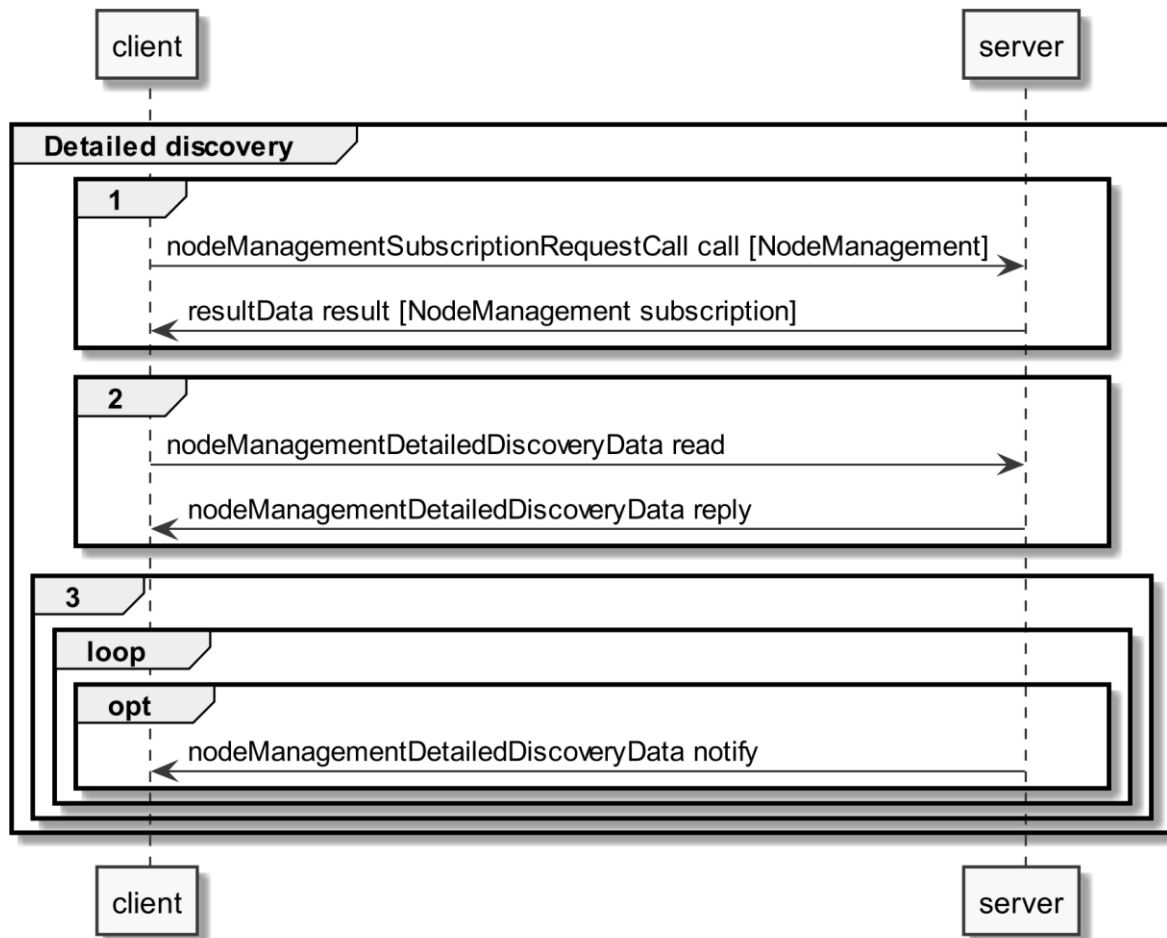 client
server
Detailed discovery
1
nodeManagementSubscriptionRequestCall call [NodeManagement]
resultData result [NodeManagement subscription]
2
nodeManagementDetailedDiscoveryData read
nodeManagementDetailedDiscoveryData reply
3
loop
opt
nodeManagementDetailedDiscoveryData notify
client
server